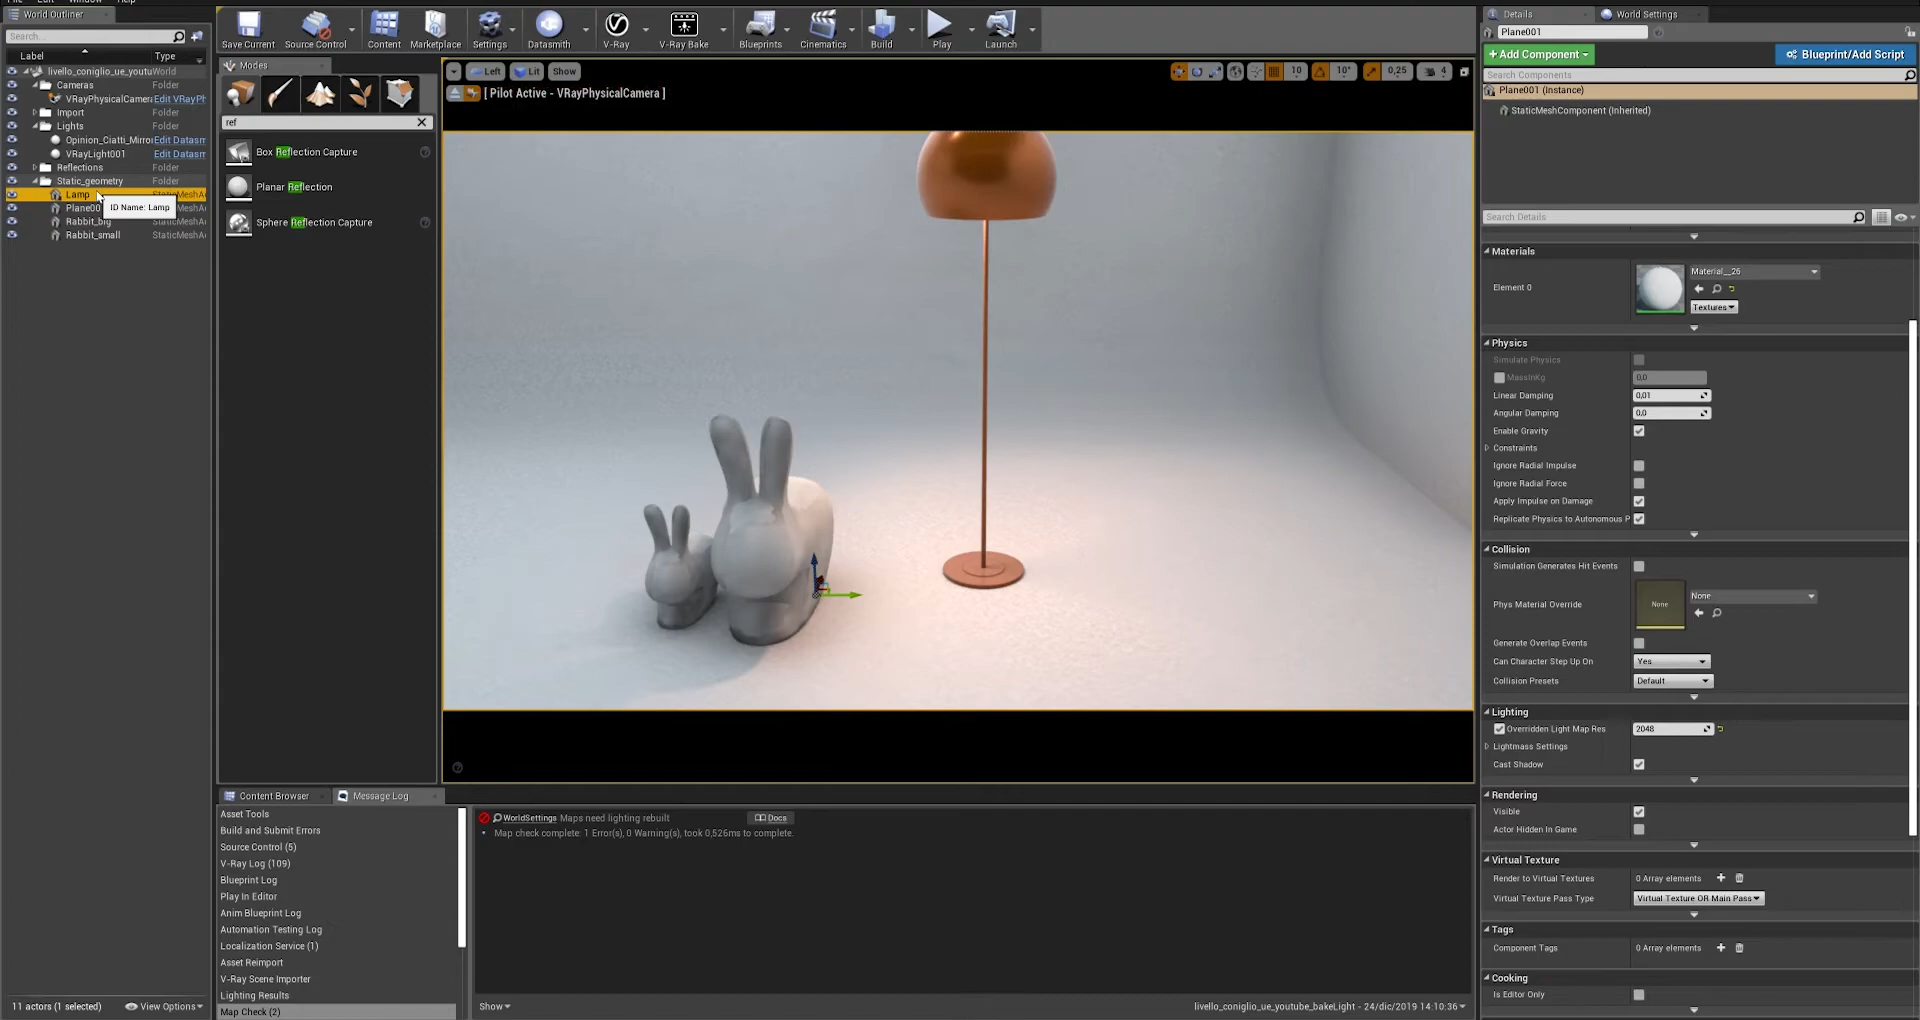 World Outliner
Search...
Label Type
livello_coniglio_ue_youtu World
Cameras Folder
VRayPhysicalCamera Edit VRayPh
Import Folder
Lights Folder
Opinion_Ciatti_Mirro Edit Datasm
VRayLight001 Edit Datasm
Reflections Folder
Static_geometry Folder
Lamp StaticMeshAc
Plane00
ID Name: Lamp
Rabbit_big StaticMeshAc
Rabbit_small StaticMeshAc
11 actors (1 selected) View Options
Save Current Source Control Content Marketplace Settings Datasmith V-Ray V-Ray Bake Blueprints Cinematics Build Play Launch
Modes
ref
Box Reflection Capture
Planar Reflection
Sphere Reflection Capture
Left Lit Show 10 10° 0,25 4
[ Pilot Active - VRayPhysicalCamera ]
Content Browser Message Log
Asset Tools
Build and Submit Errors
Source Control (5)
V-Ray Log (109)
Blueprint Log
Play In Editor
Anim Blueprint Log
Automation Testing Log
Localization Service (1)
Asset Reimport
V-Ray Scene Importer
Lighting Results
Map Check (2)
WorldSettings Maps need lighting rebuilt Docs
Map check complete: 1 Error(s), 0 Warning(s), took 0,526ms to complete.
Show livello_coniglio_ue_youtube_bakeLight - 24/dic/2019 14:10:36
Details World Settings
Plane001
+ Add Component Blueprint/Add Script
Search Components
Plane001 (Instance)
StaticMeshComponent (Inherited)
Search Details
Materials
Element 0 Material__26
Textures
Physics
Simulate Physics
MassInKg 0,0
Linear Damping 0,01
Angular Damping 0,0
Enable Gravity
Constraints
Ignore Radial Impulse
Ignore Radial Force
Apply Impulse on Damage
Replicate Physics to Autonomous P
Collision
Simulation Generates Hit Events
Phys Material Override None None
Generate Overlap Events
Can Character Step Up On Yes
Collision Presets Default
Lighting
Overridden Light Map Res 2048
Lightmass Settings
Cast Shadow
Rendering
Visible
Actor Hidden In Game
Virtual Texture
Render to Virtual Textures 0 Array elements
Virtual Texture Pass Type Virtual Texture OR Main Pass
Tags
Component Tags 0 Array elements
Cooking
Is Editor Only